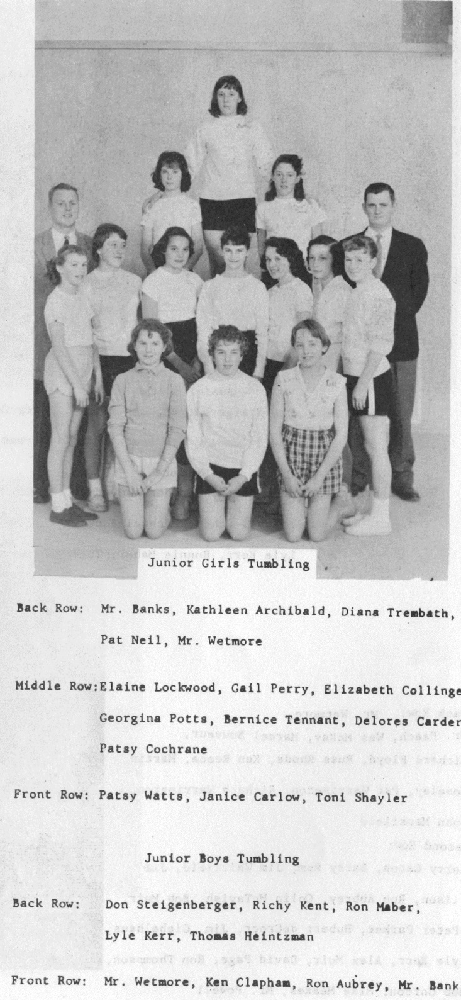 Junior Girls Tumbling
Back Row: Mr. Banks, Kathleen Archibald, Diana Trembath,
Pat Neil, Mr. Wetmore
Middle Row: Elaine Lockwood, Gail Perry, Elizabeth Collinge
Georgina Potts, Bernice Tennant, Delores Carder
Patsy Cochrane
Front Row: Patsy Watts, Janice Carlow, Toni Shayler
Junior Boys Tumbling
Back Row: Don Steigenberger, Richy Kent, Ron Maber,
Lyle Kerr, Thomas Heintzman
Front Row: Mr. Wetmore, Ken Clapham, Ron Aubrey, Mr. Bank